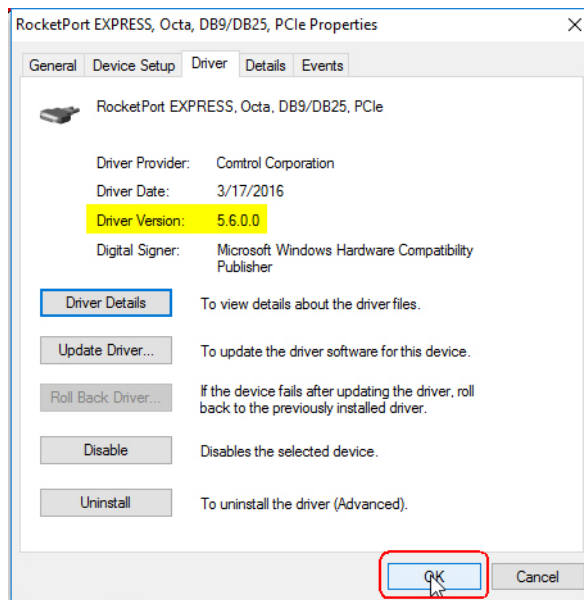 RocketPort EXPRESS, Octa, DB9/DB25, PCIe Properties
General Device Setup Driver Details Events
RocketPort EXPRESS, Octa, DB9/DB25, PCIe
Driver Provider: Comtrol Corporation
Driver Date: 3/17/2016
Driver Version: 5.6.0.0
Digital Signer: Microsoft Windows Hardware Compatibility
Publisher
Driver Details To view details about the driver files.
Update Driver... To update the driver software for this device.
Roll Back Driver... If the device fails after updating the driver, roll
back to the previously installed driver.
Disable Disables the selected device.
Uninstall To uninstall the driver (Advanced).
OK Cancel